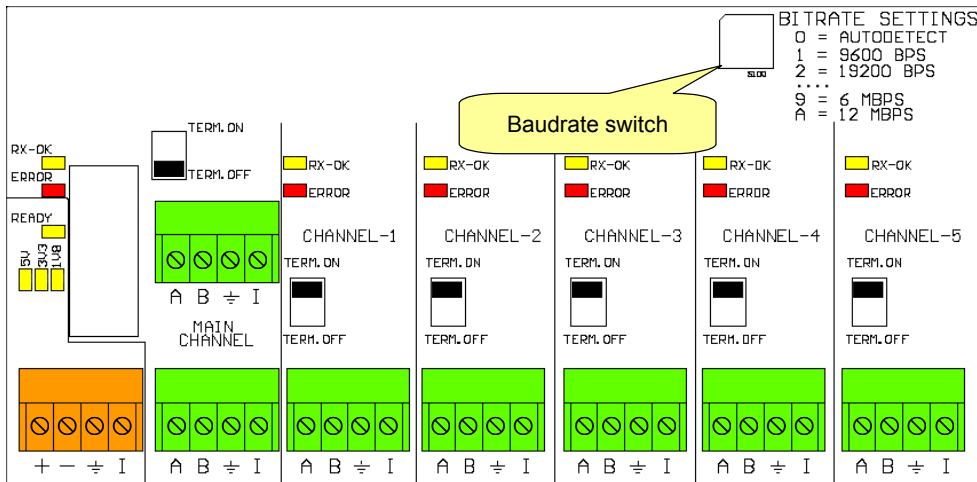 BITRATE SETTINGS
0 = AUTODETECT
1 = 9600 BPS
2 = 19200 BPS
....
9 = 6 MBPS
A = 12 MBPS
S100
Baudrate switch
TERM.ON
TERM.OFF
RX-OK
ERROR
READY
5V
3V3
1V8
A B I
MAIN
CHANNEL
RX-OK
ERROR
CHANNEL-1
TERM.ON
TERM.OFF
RX-OK
ERROR
CHANNEL-2
TERM.ON
TERM.OFF
RX-OK
ERROR
CHANNEL-3
TERM.ON
TERM.OFF
RX-OK
ERROR
CHANNEL-4
TERM.ON
TERM.OFF
RX-OK
ERROR
CHANNEL-5
TERM.ON
TERM.OFF
+ - ⏚ I
A B ⏚ I
A B ⏚ I
A B ⏚ I
A B ⏚ I
A B ⏚ I
A B ⏚ I